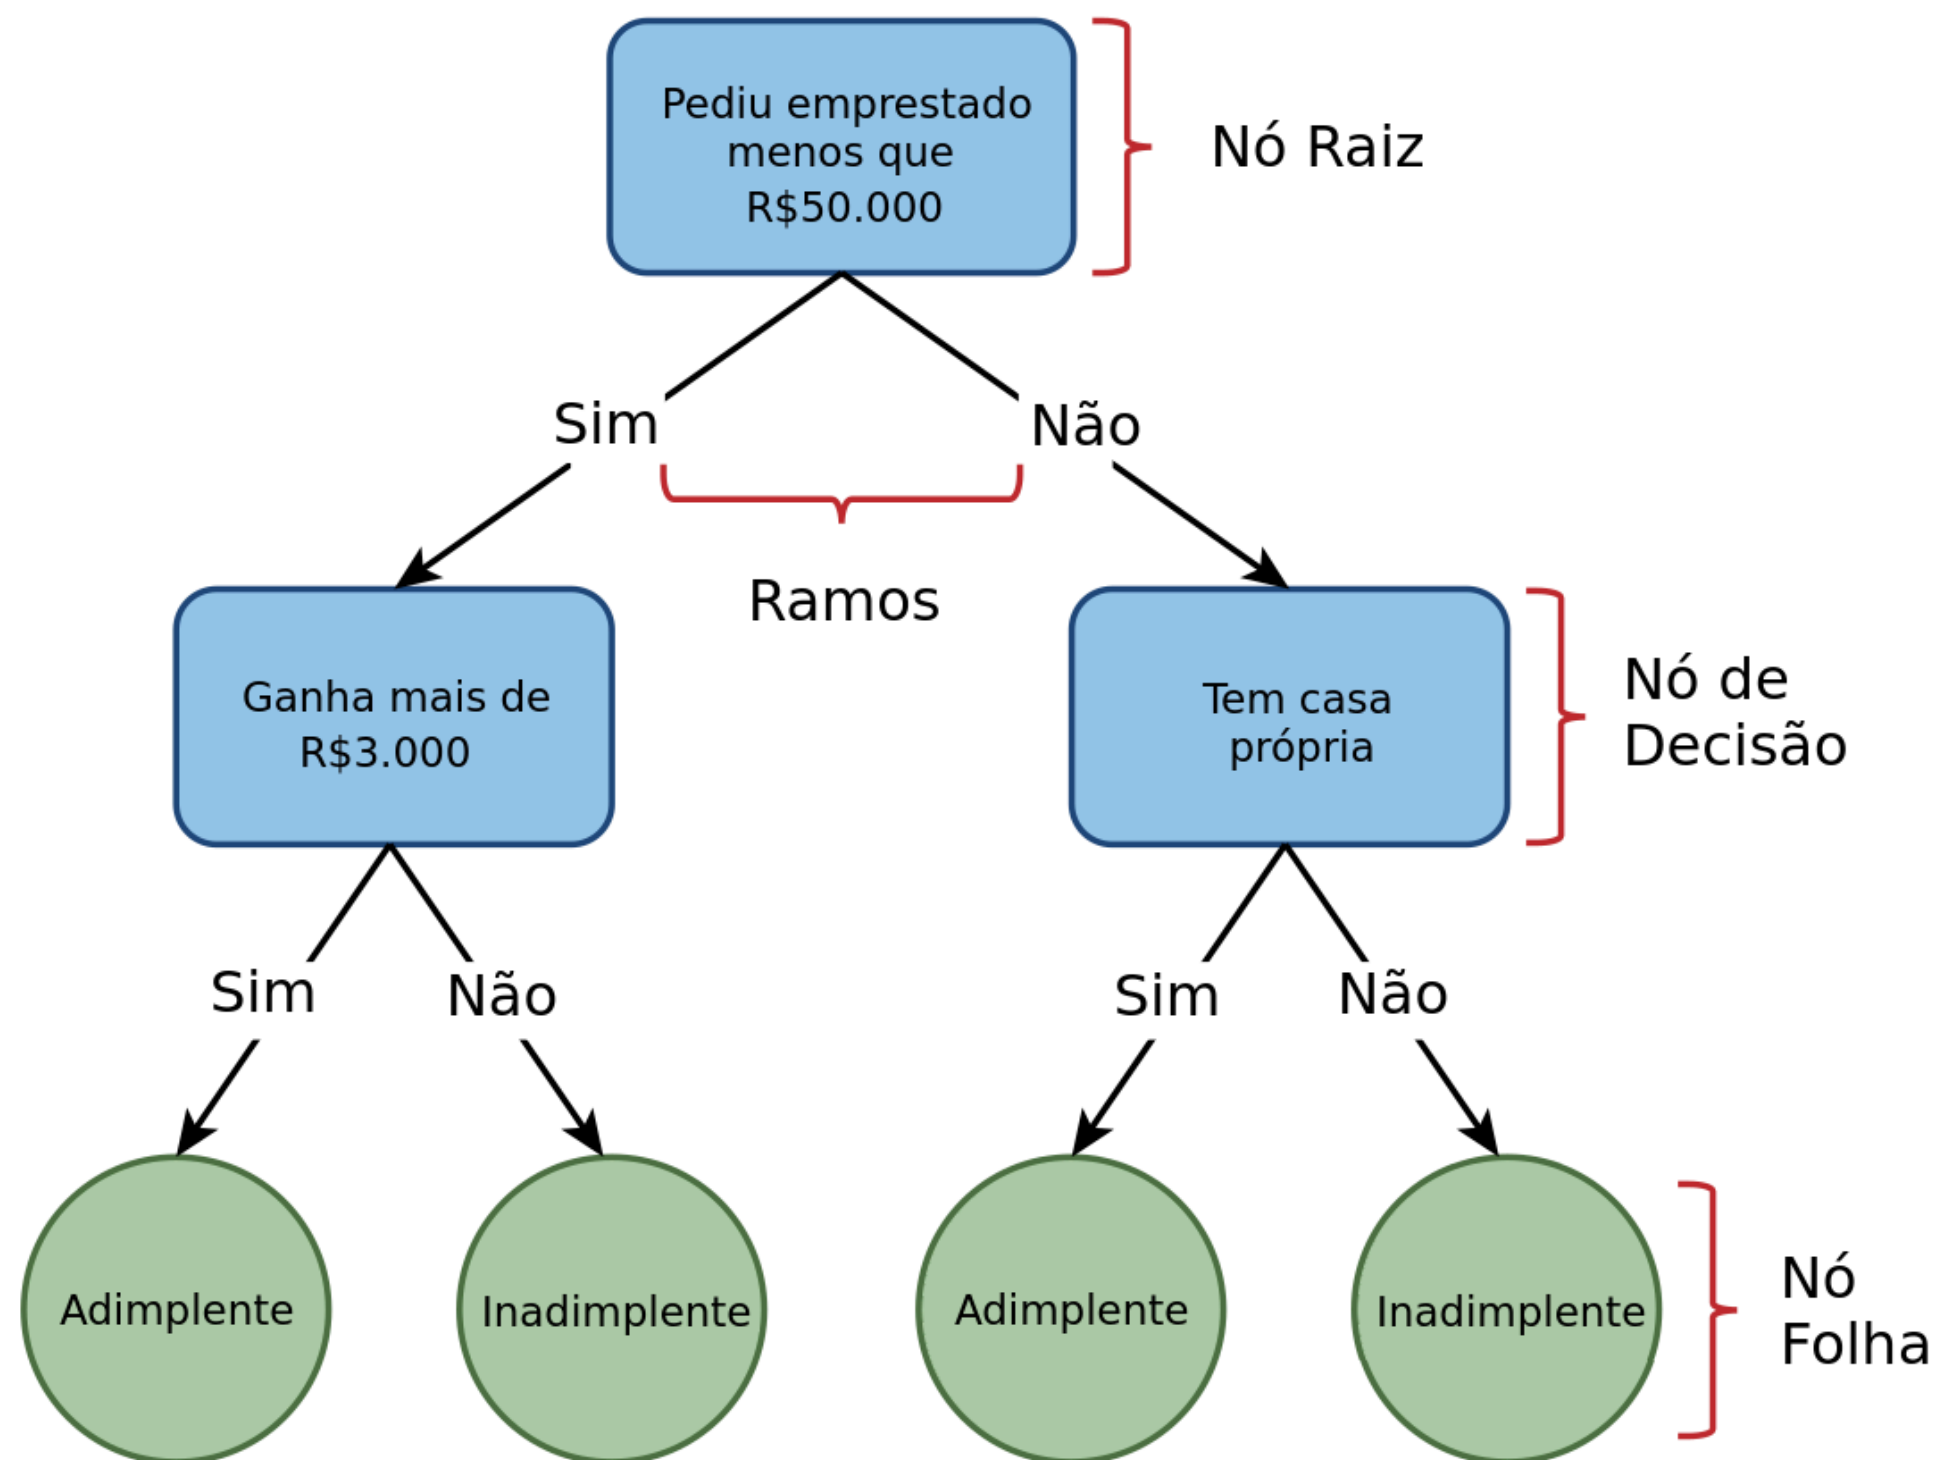 Pediu emprestado
menos que
R$50.000
Nó Raiz
Sim
Não
Ramos
Ganha mais de
R$3.000
Tem casa
própria
Nó de
Decisão
Sim
Não
Sim
Não
Adimplente
Inadimplente
Adimplente
Inadimplente
Nó
Folha